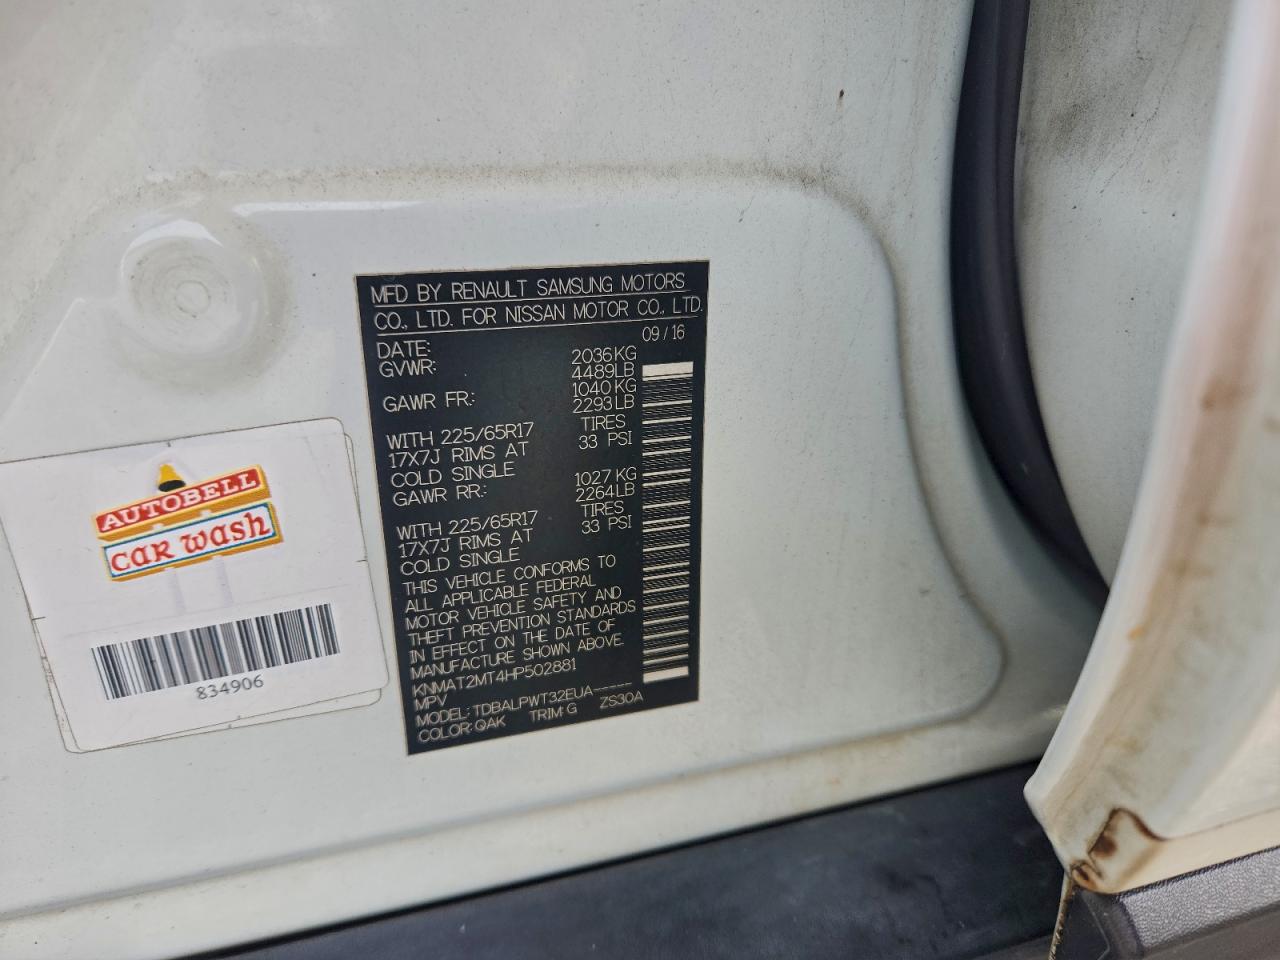 MFD BY RENAULT SAMSUNG MOTORS
CO., LTD. FOR NISSAN MOTOR CO., LTD.
DATE: 09/16
GVWR: 2036KG
4489LB
GAWR FR: 1040KG
2293LB
WITH 225/65R17 TIRES
17X7J RIMS AT 33 PSI
COLD SINGLE
GAWR RR: 1027KG
2264LB
WITH 225/65R17 TIRES
17X7J RIMS AT 33 PSI
COLD SINGLE
THIS VEHICLE CONFORMS TO
ALL APPLICABLE FEDERAL
MOTOR VEHICLE SAFETY AND
THEFT PREVENTION STANDARDS
IN EFFECT ON THE DATE OF
MANUFACTURE SHOWN ABOVE
KNMAT2MT4HP502881
MPV
MODEL: TDBALPWT32EUA-----
COLOR: QAK TRIM: G ZS30A
AUTOBELL
CAR WASH
834906